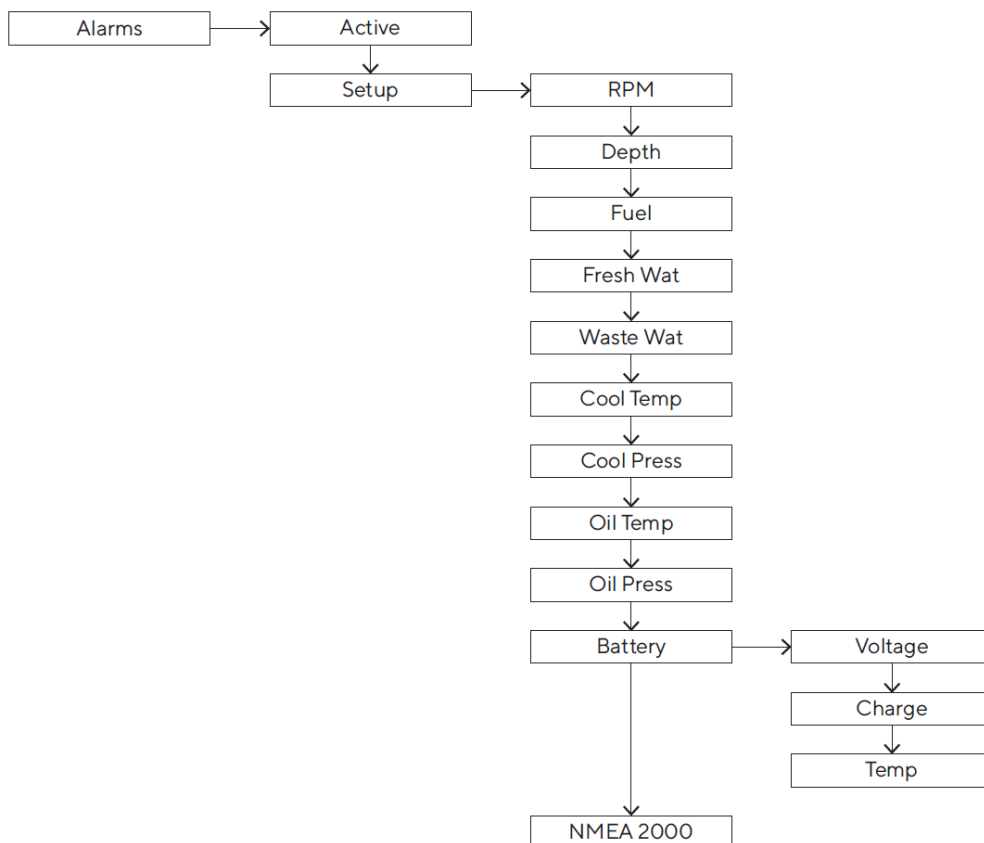 Alarms
Active
Setup
RPM
Depth
Fuel
Fresh Wat
Waste Wat
Cool Temp
Cool Press
Oil Temp
Oil Press
Battery
Voltage
Charge
Temp
NMEA 2000